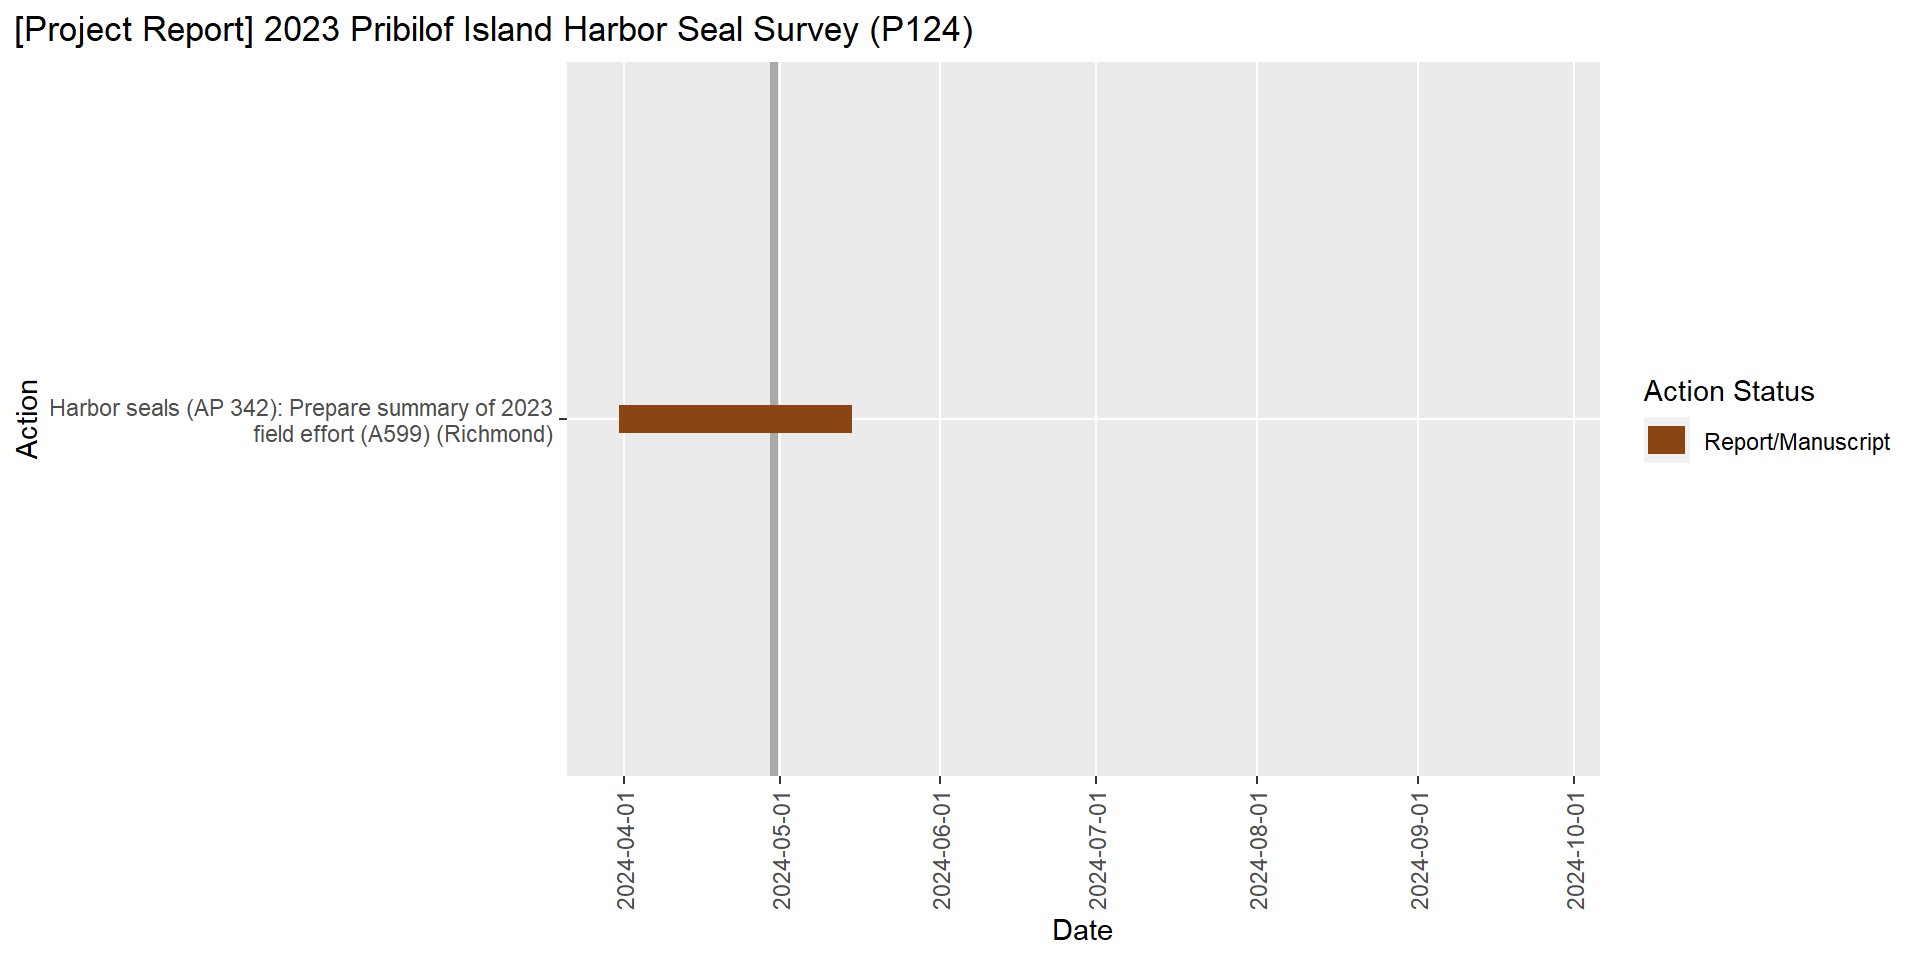 [Project Report] 2023 Pribilof Island Harbor Seal Survey (P124)
Action
Harbor seals (AP 342): Prepare summary of 2023
field effort (A599) (Richmond)
Action Status
Report/Manuscript
2024-04-01
2024-05-01
2024-06-01
2024-07-01
2024-08-01
2024-09-01
2024-10-01
Date